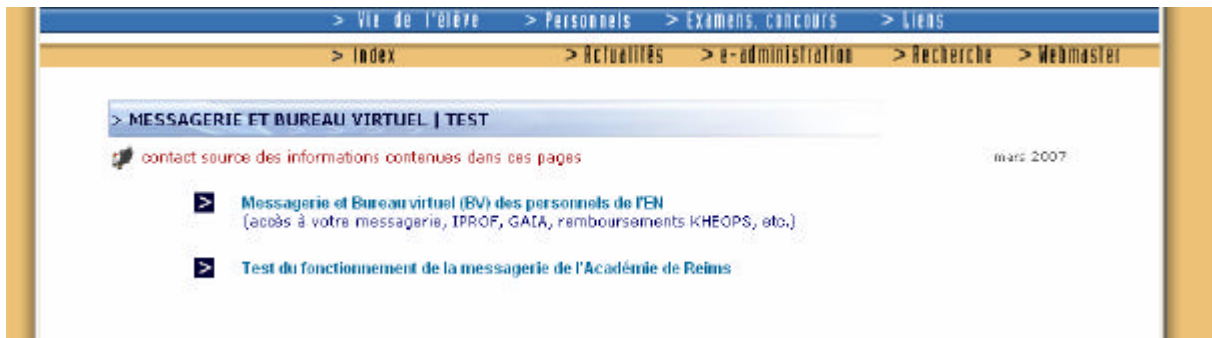 > Vie de l'élève > Personnels > Examens, concours > Liens
> Index > Actualités > e-administration > Recherche > Webmaster
> MESSAGERIE ET BUREAU VIRTUEL | TEST
contact source des informations contenues dans ces pages mars 2007
> Messagerie et Bureau virtuel (BV) des personnels de l'EN
(accès à votre messagerie, IPROF, GAIA, remboursements KHEOPS, etc.)
> Test du fonctionnement de la messagerie de l'Académie de Reims